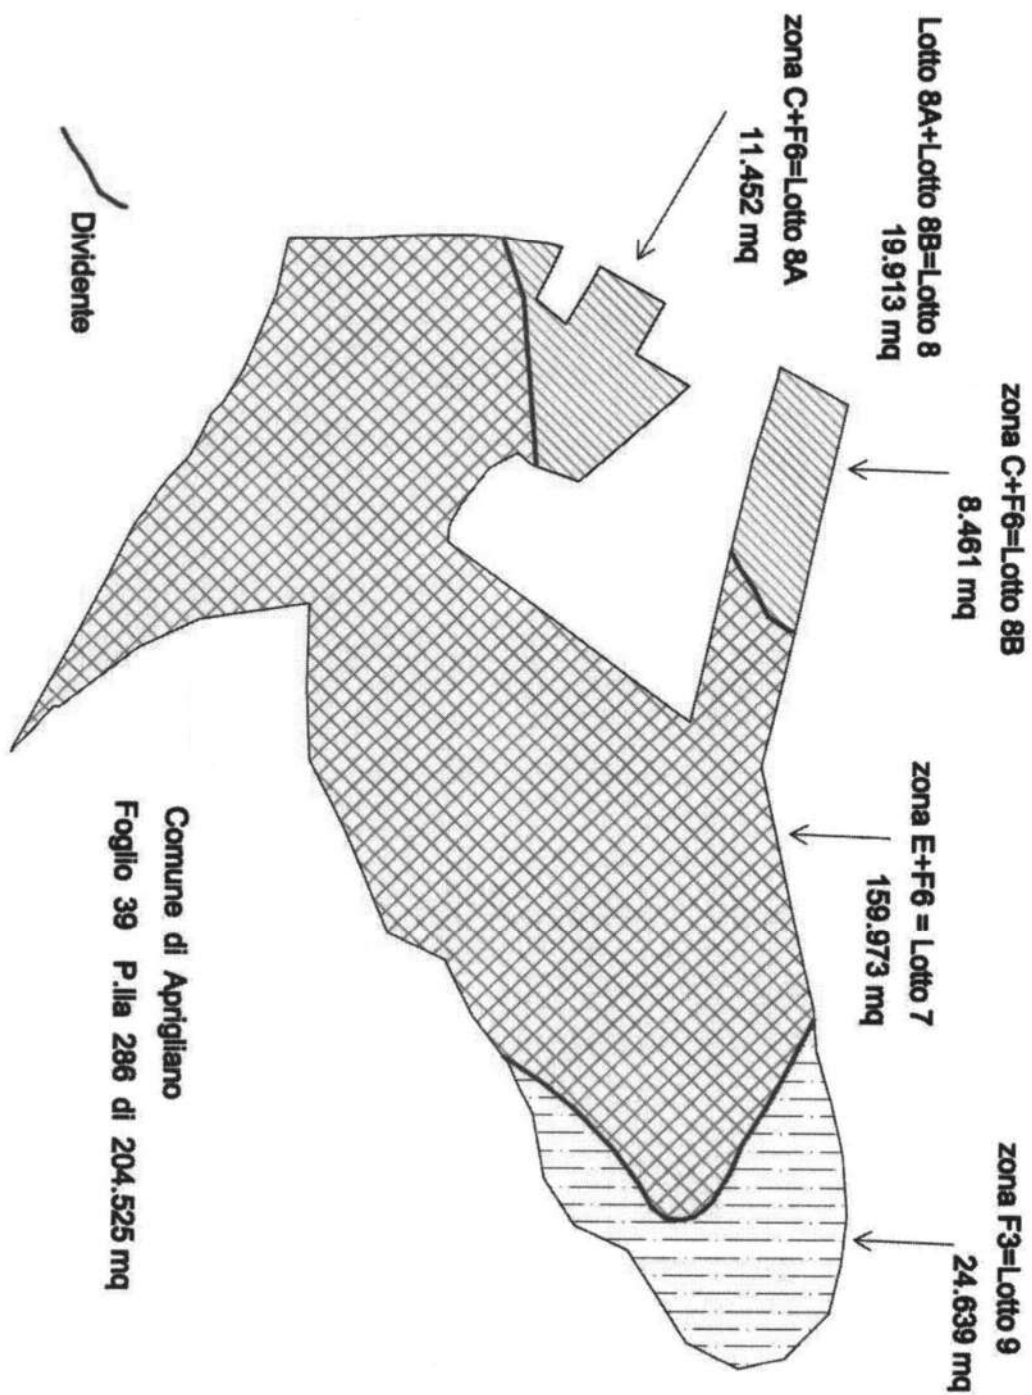 Lotto 8A+Lotto 8B=Lotto 8
19.913 mq
zona C+F6=Lotto 8A
11.452 mq
zona C+F6=Lotto 8B
8.461 mq
zona E+F6 = Lotto 7
159.973 mq
zona F3=Lotto 9
24.639 mq
Dividente
Comune di Aprigliano
Foglio 39 P.lla 286 di 204.525 mq